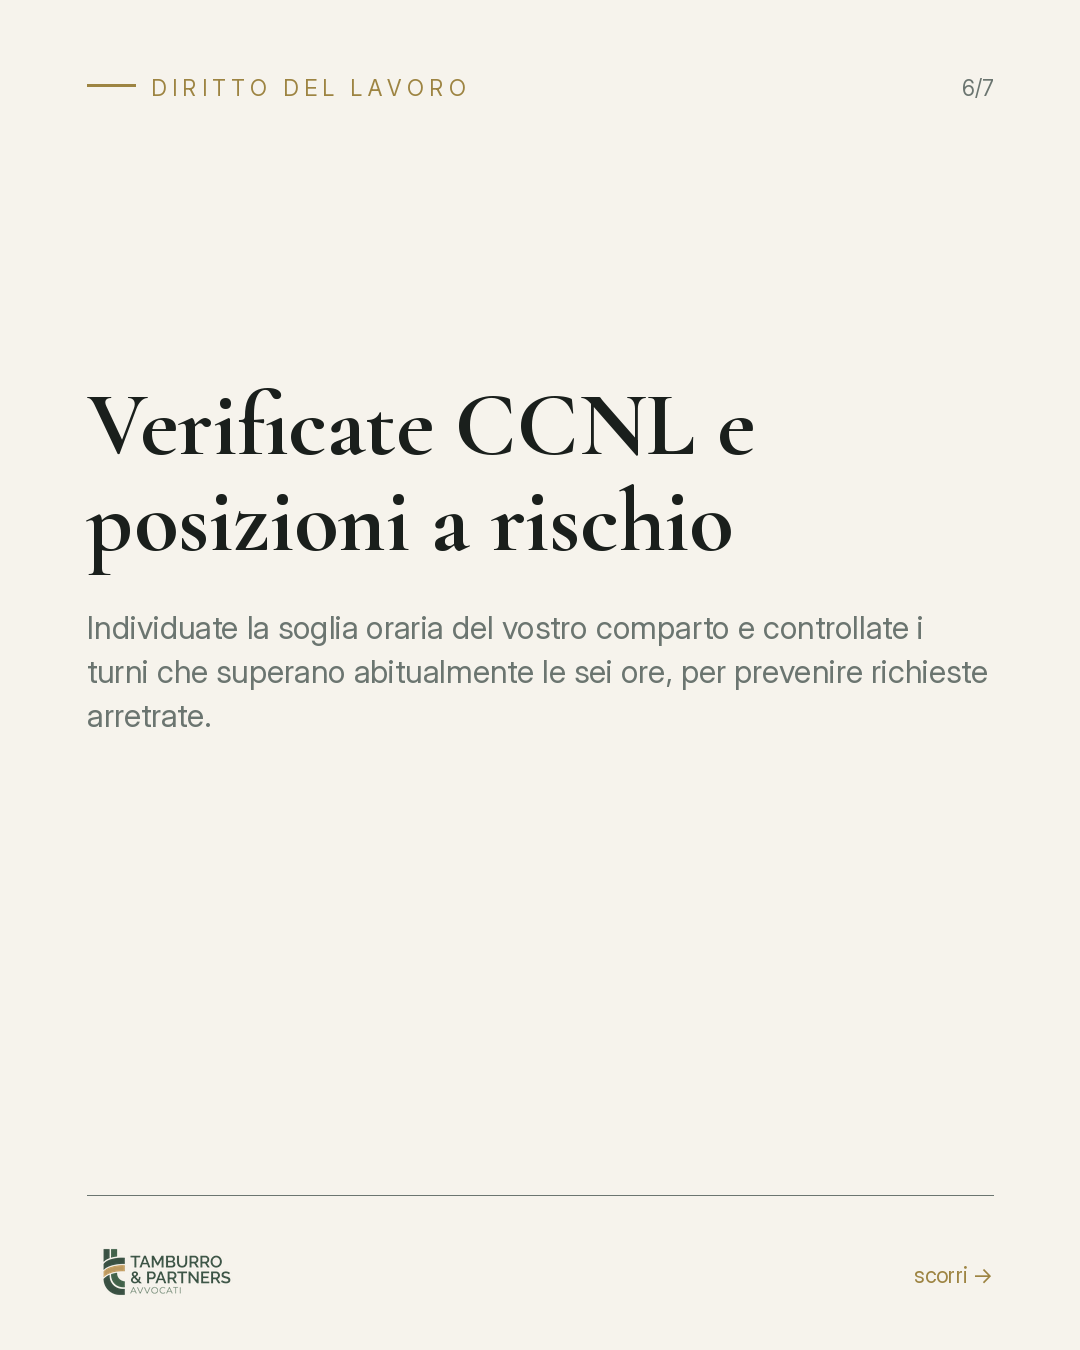 DIRITTO DEL LAVORO
6/7
Verificate CCNL e
posizioni a rischio
Individuate la soglia oraria del vostro comparto e controllate i
turni che superano abitualmente le sei ore, per prevenire richieste
arretrate.
TAMBURRO
& PARTNERS
AVVOCATI
scorri →